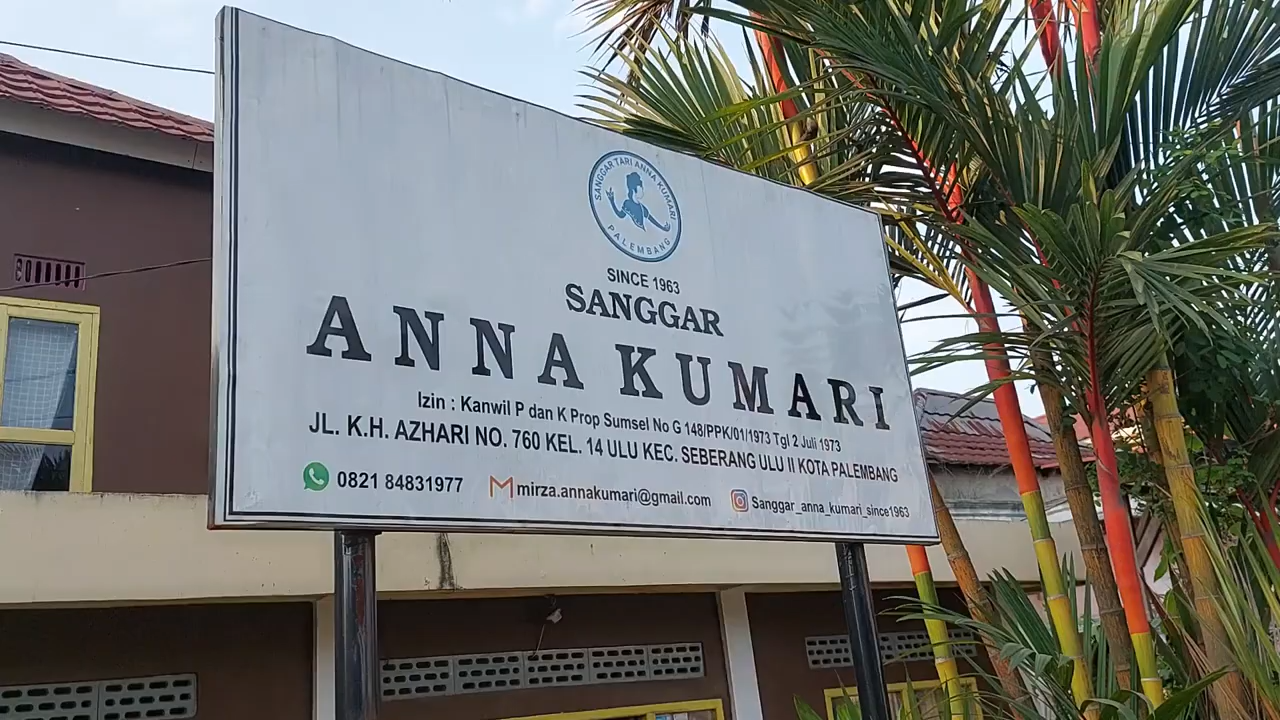 SANGGAR TARI ANNA KUMARI
PALEMBANG
SINCE 1963
SANGGAR
ANNA KUMARI
Izin : Kanwil P dan K Prop Sumsel No G 148/PPK/01/1973 Tgl 2 Juli 1973
JL. K.H. AZHARI NO. 760 KEL. 14 ULU KEC. SEBERANG ULU II KOTA PALEMBANG
0821 84831977 mirza.annakumari@gmail.com Sanggar_anna_kumari_since1963